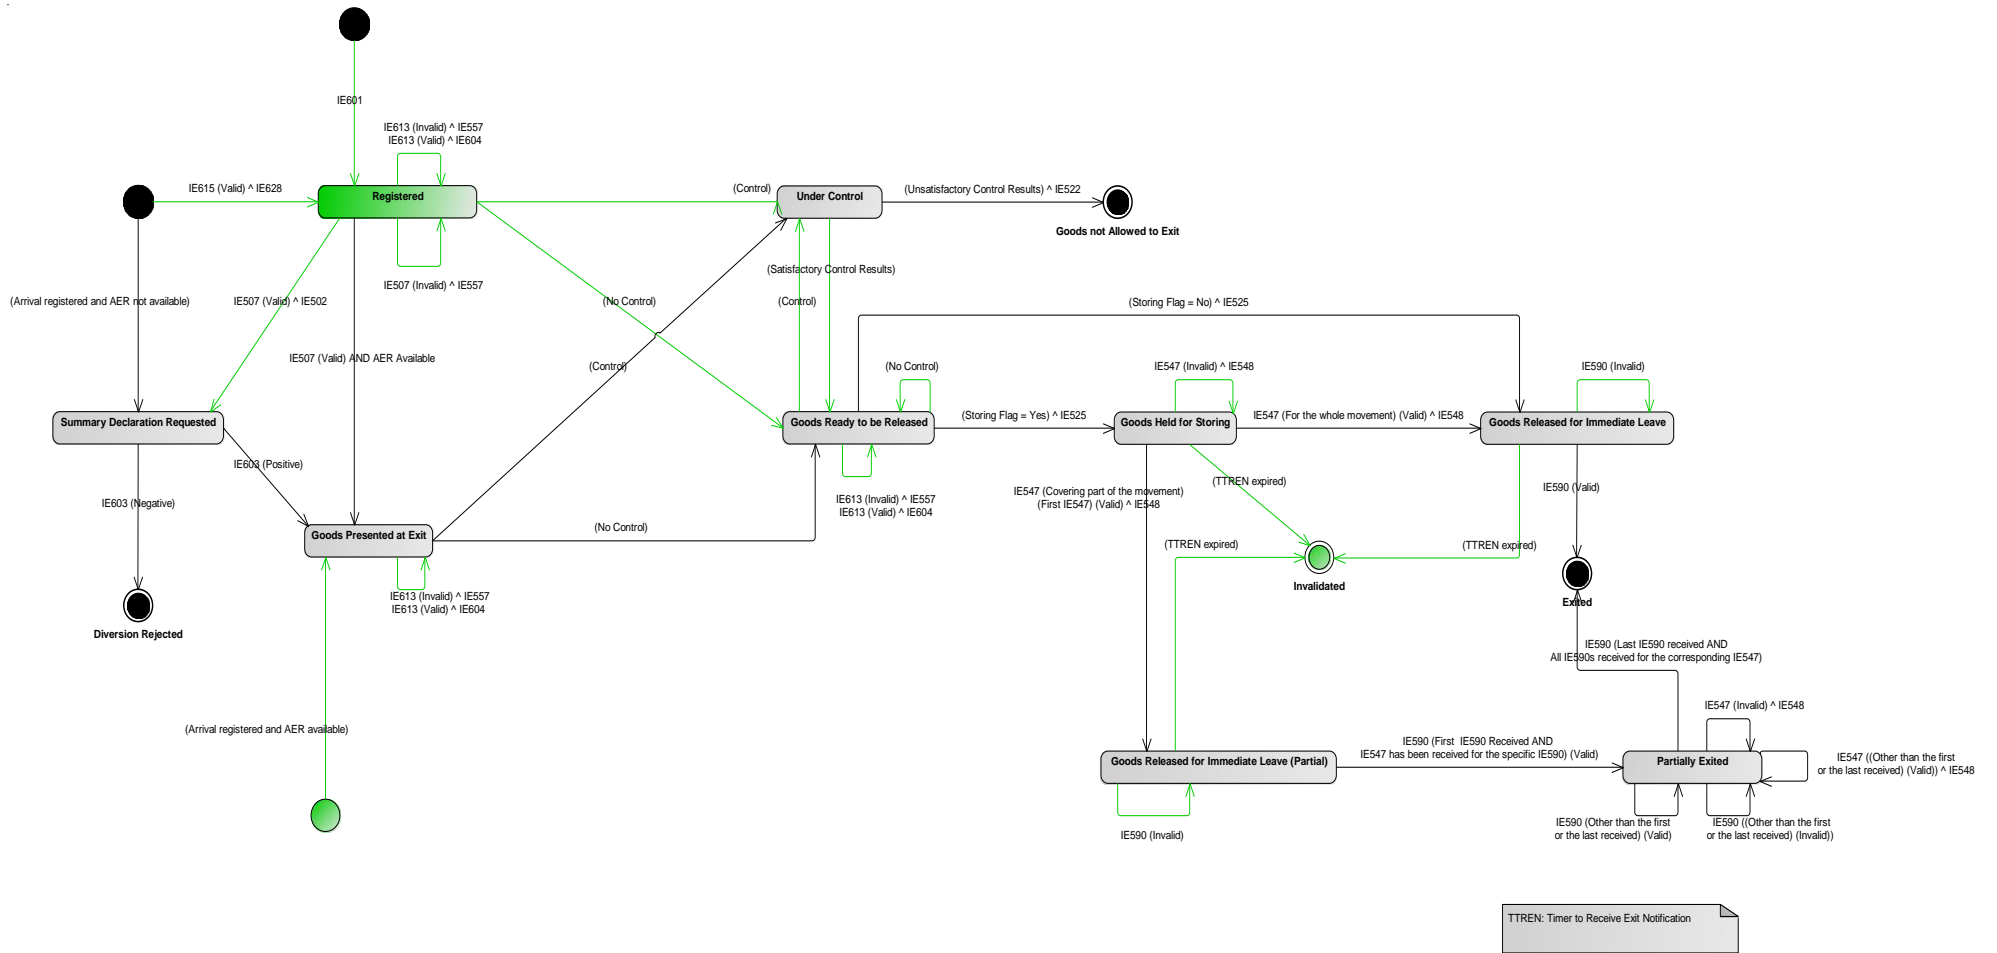 IE601
IE613 (Invalid) ^ IE557
IE613 (Valid) ^ IE604
IE615 (Valid) ^ IE628
Registered
(Control)
Under Control
(Unsatisfactory Control Results) ^ IE522
Goods not Allowed to Exit
IE507 (Invalid) ^ IE557
(Satisfactory Control Results)
(Arrival registered and AER not available)
IE507 (Valid) ^ IE502
(No Control)
(Control)
(Storing Flag = No) ^ IE525
IE507 (Valid) AND AER Available
(Control)
(No Control)
IE547 (Invalid) ^ IE548
IE590 (Invalid)
Summary Declaration Requested
Goods Ready to be Released
(Storing Flag = Yes) ^ IE525
Goods Held for Storing
IE547 (For the whole movement) (Valid) ^ IE548
Goods Released for Immediate Leave
IE603 (Positive)
IE603 (Negative)
IE613 (Invalid) ^ IE557
IE613 (Valid) ^ IE604
IE547 (Covering part of the movement)
(First IE547) (Valid) ^ IE548
(TTREN expired)
IE590 (Valid)
Goods Presented at Exit
(No Control)
(TTREN expired)
(TTREN expired)
Invalidated
Exited
IE613 (Invalid) ^ IE557
IE613 (Valid) ^ IE604
Diversion Rejected
IE590 (Last IE590 received AND
All IE590s received for the corresponding IE547)
IE547 (Invalid) ^ IE548
(Arrival registered and AER available)
IE590 (First  IE590 Received AND
IE547 has been received for the specific IE590) (Valid)
Goods Released for Immediate Leave (Partial)
Partially Exited
IE547 ((Other than the first
or the last received) (Valid)) ^ IE548
IE590 (Invalid)
IE590 (Other than the first
or the last received) (Valid)
IE590 ((Other than the first
or the last received) (Invalid))
TTREN: Timer to Receive Exit Notification